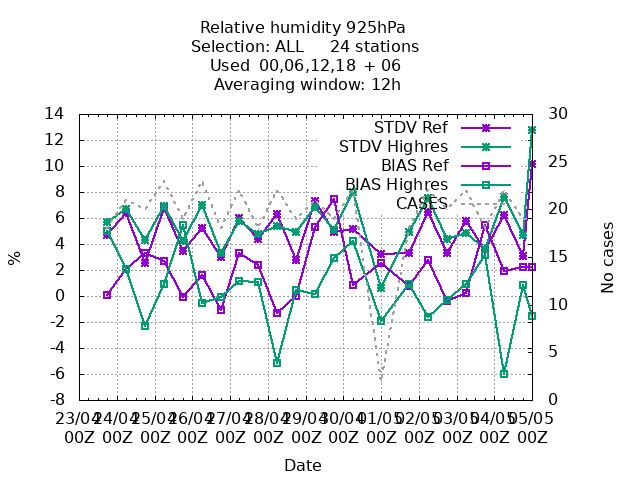 Relative humidity 925hPa
Selection: ALL 24 stations
Used 00,06,12,18 + 06
Averaging window: 12h
STDV Ref
STDV Highres
BIAS Ref
BIAS Highres
CASES
14
12
10
8
6
4
2
0
-2
-4
-6
-8
%
30
25
20
15
10
5
0
No cases
23/04 24/04 25/04 26/04 27/04 28/04 29/04 30/04 01/05 02/05 03/05 04/05 05/05
00Z 00Z 00Z 00Z 00Z 00Z 00Z 00Z 00Z 00Z 00Z 00Z 00Z
Date